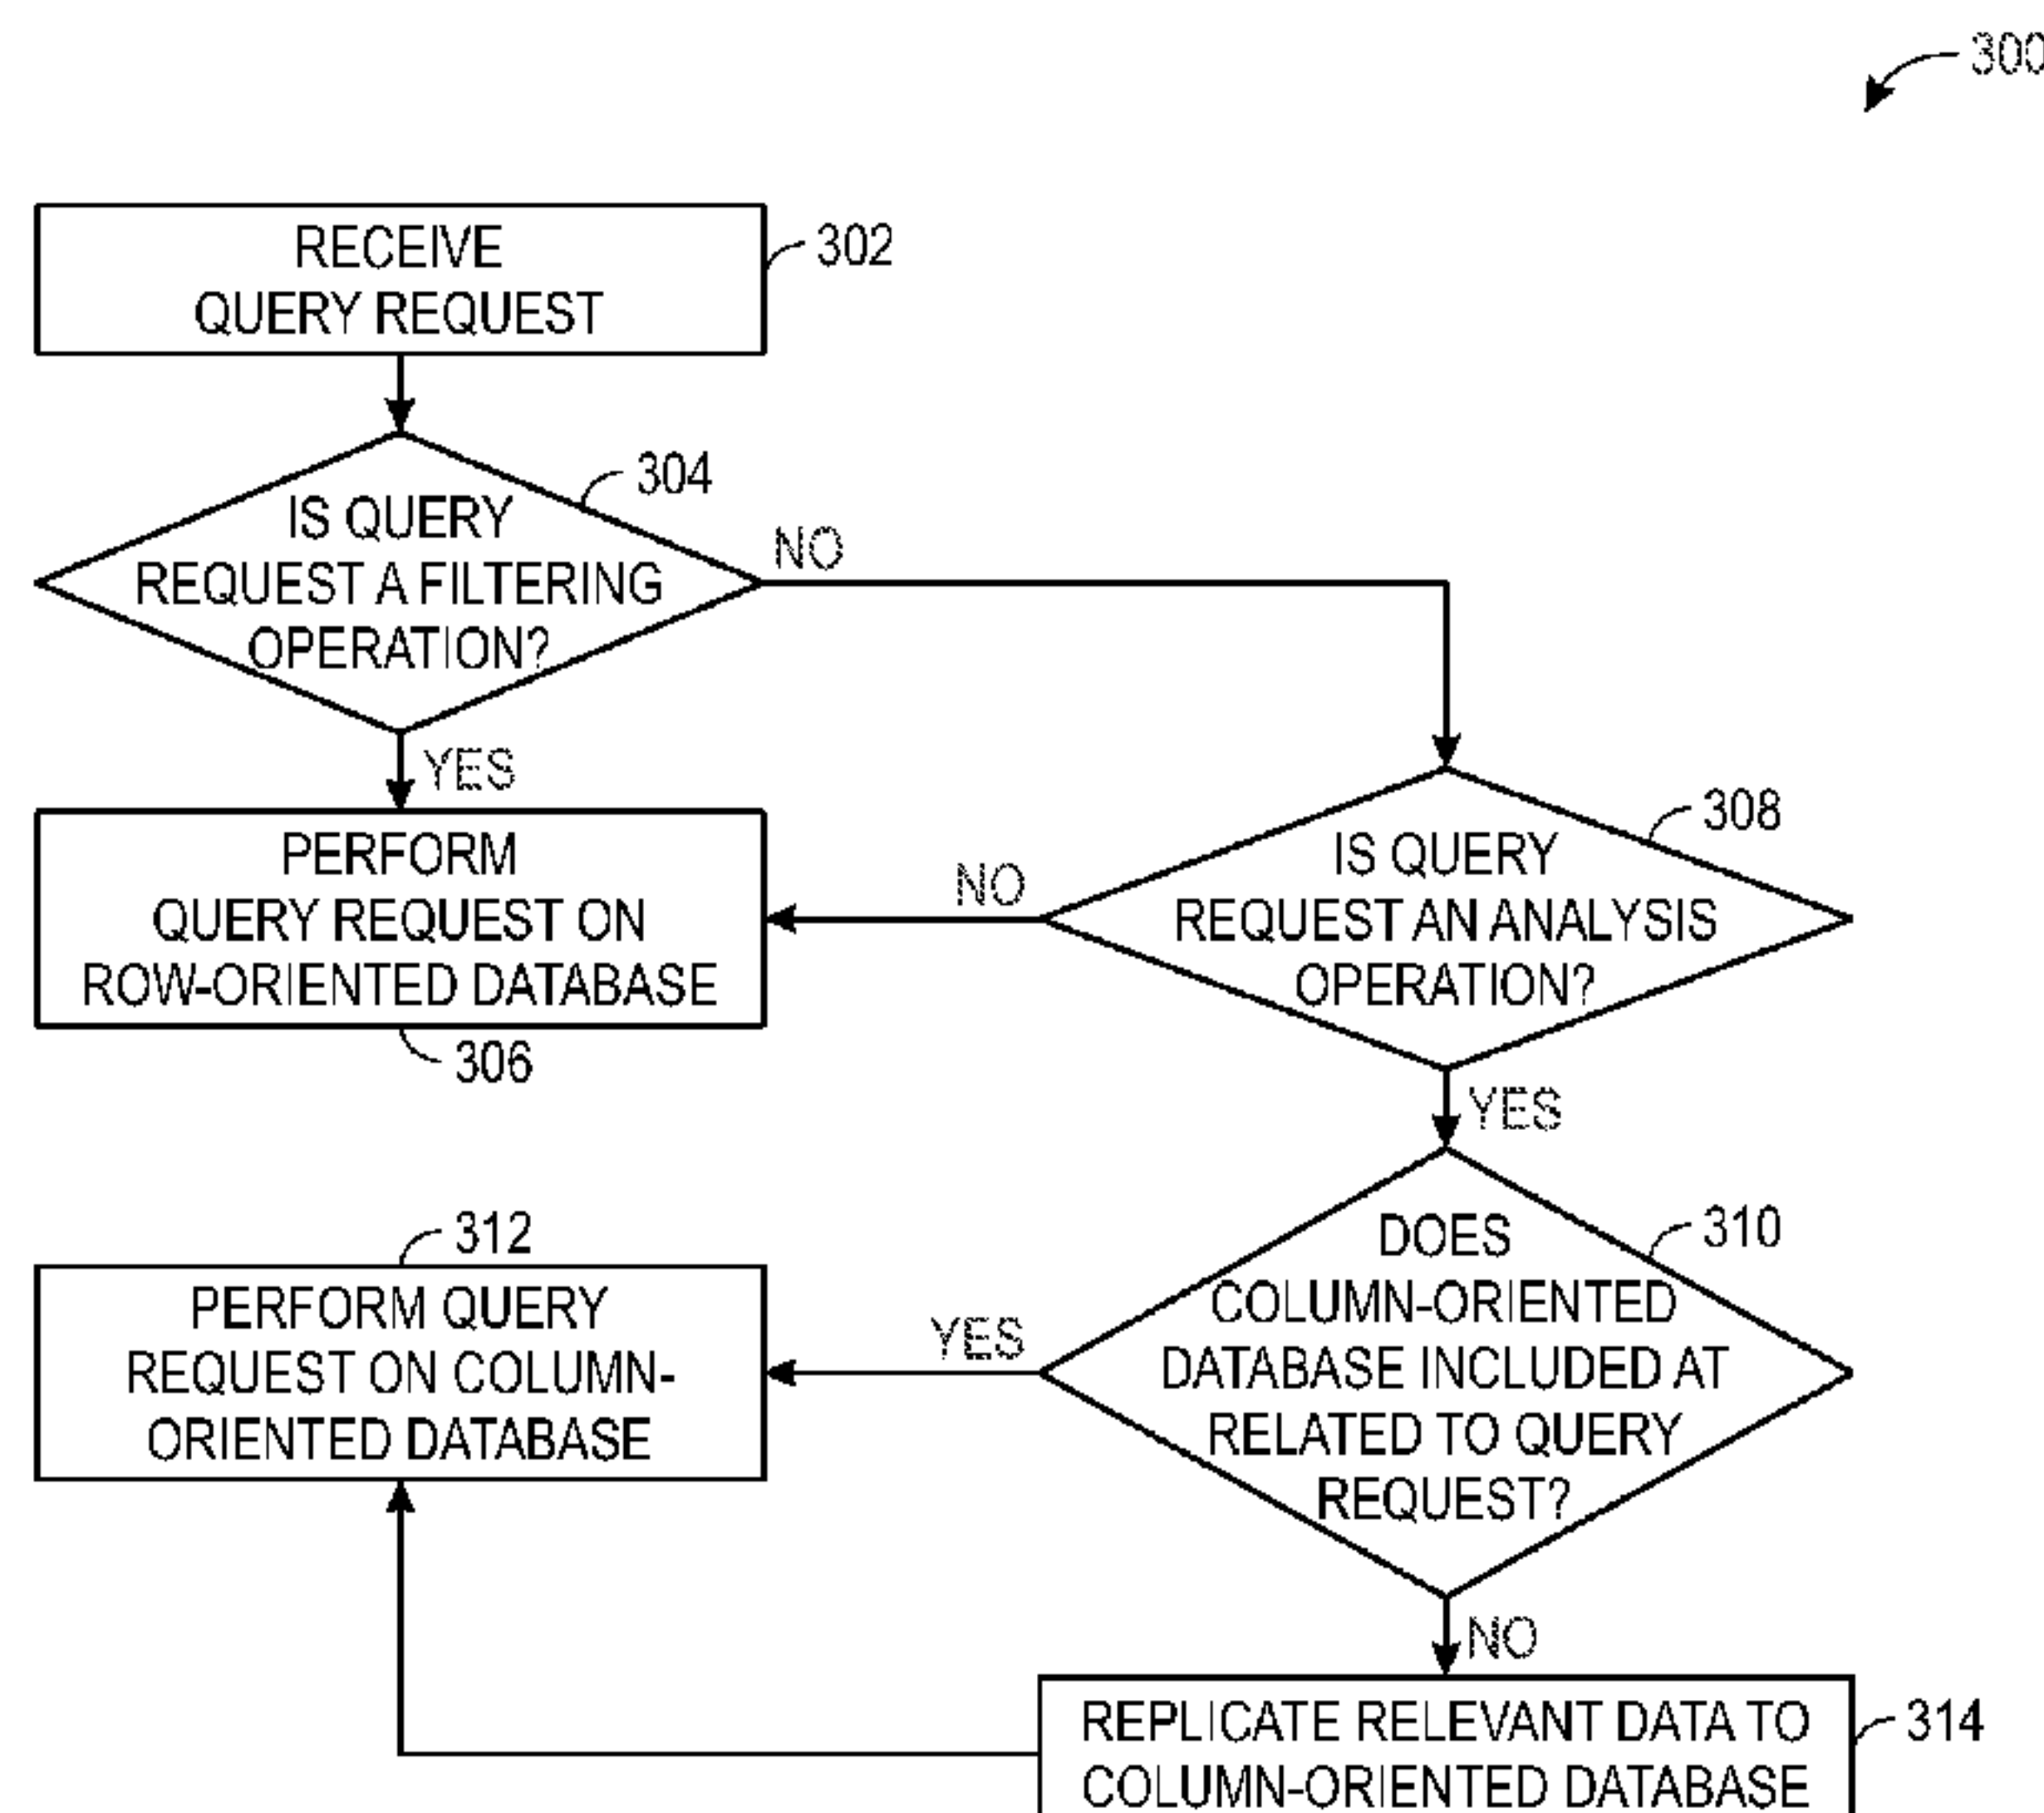 300
RECEIVE
QUERY REQUEST
302
304
IS QUERY
REQUEST A FILTERING
OPERATION?
NO
YES
PERFORM
QUERY REQUEST ON
ROW-ORIENTED DATABASE
306
308
IS QUERY
REQUEST AN ANALYSIS
OPERATION?
NO
YES
310
DOES
COLUMN-ORIENTED
DATABASE INCLUDED AT
RELATED TO QUERY
REQUEST?
YES
312
PERFORM QUERY
REQUEST ON COLUMN-
ORIENTED DATABASE
NO
REPLICATE RELEVANT DATA TO
COLUMN-ORIENTED DATABASE
314